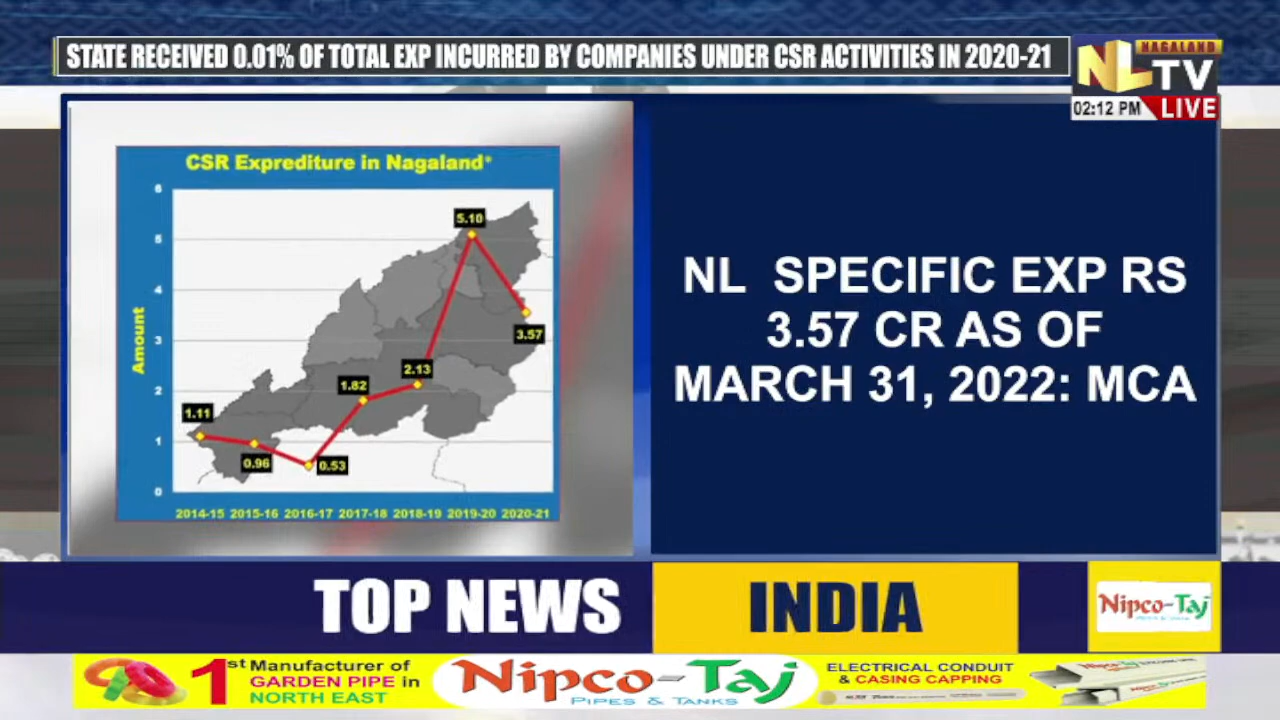 STATE RECEIVED 0.01% OF TOTAL EXP INCURRED BY COMPANIES UNDER CSR ACTIVITIES IN 2020-21
NAGALAND
NL TV
02:12 PM LIVE
CSR Exprediture in Nagaland*
Amount
6
5
4
3
2
1
0
1.11
0.96
0.53
1.82
2.13
5.10
3.57
2014-15 2015-16 2016-17 2017-18 2018-19 2019-20 2020-21
NL SPECIFIC EXP RS
3.57 CR AS OF
MARCH 31, 2022: MCA
TOP NEWS
INDIA
Nipco-Taj
1st Manufacturer of
GARDEN PIPE in
NORTH EAST
Nipco-Taj
PIPES & TANKS
ELECTRICAL CONDUIT
& CASING CAPPING